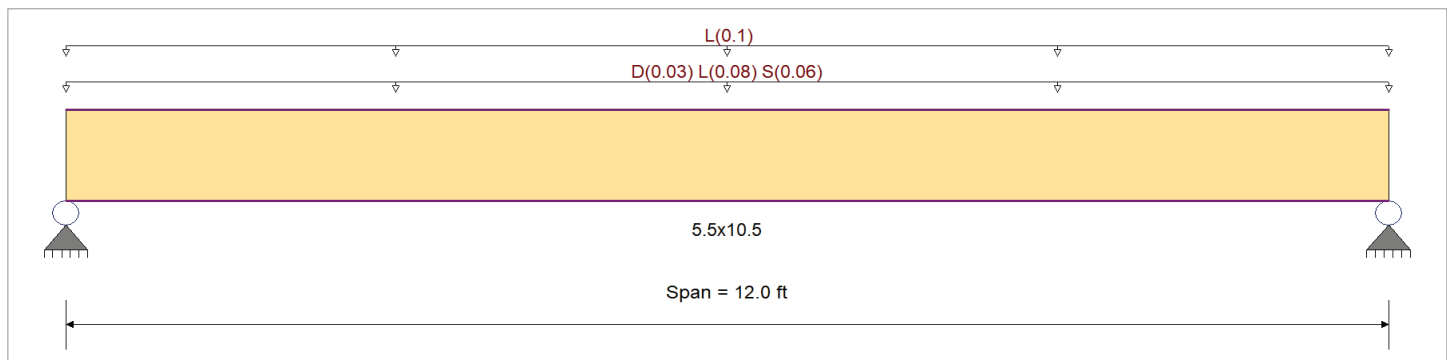 L(0.1)
D(0.03) L(0.08) S(0.06)
5.5x10.5
Span = 12.0 ft